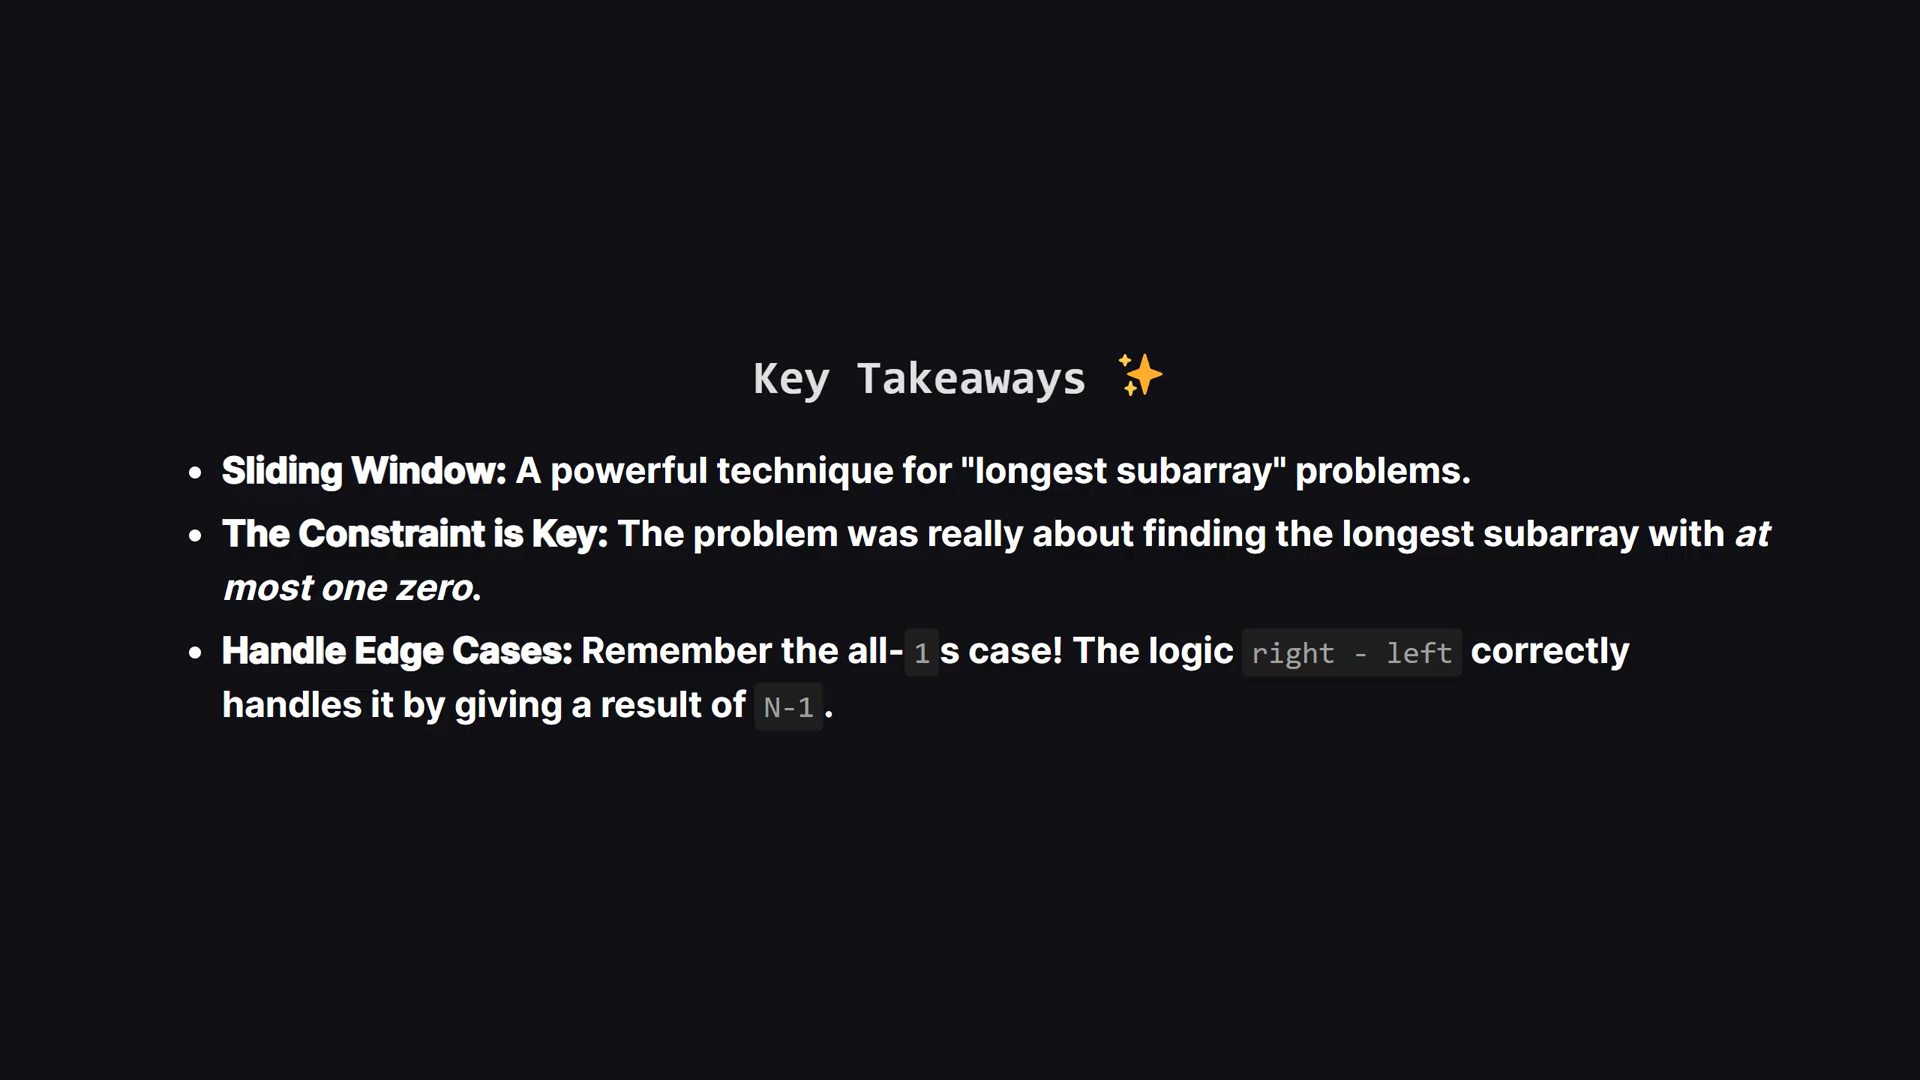 Key Takeaways ✨
• Sliding Window: A powerful technique for "longest subarray" problems.
• The Constraint is Key: The problem was really about finding the longest subarray with at
most one zero.
• Handle Edge Cases: Remember the all-1s case! The logic right - left correctly
handles it by giving a result of N-1.